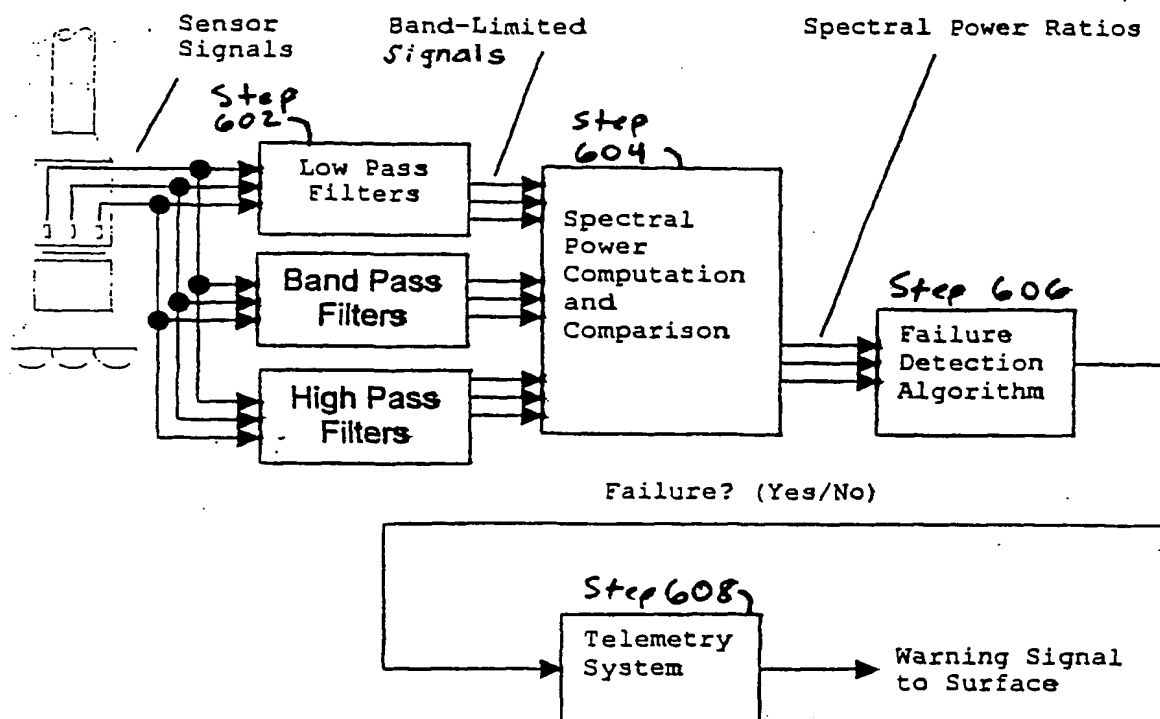 Sensor
Signals
Band-Limited
Signals
Spectral Power Ratios
Step
602
Low Pass
Filters
Step
604
Spectral
Power
Computation
and
Comparison
Band Pass
Filters
High Pass
Filters
Step 606
Failure
Detection
Algorithm
Failure? (Yes/No)
Step 608
Telemetry
System
Warning Signal
to Surface